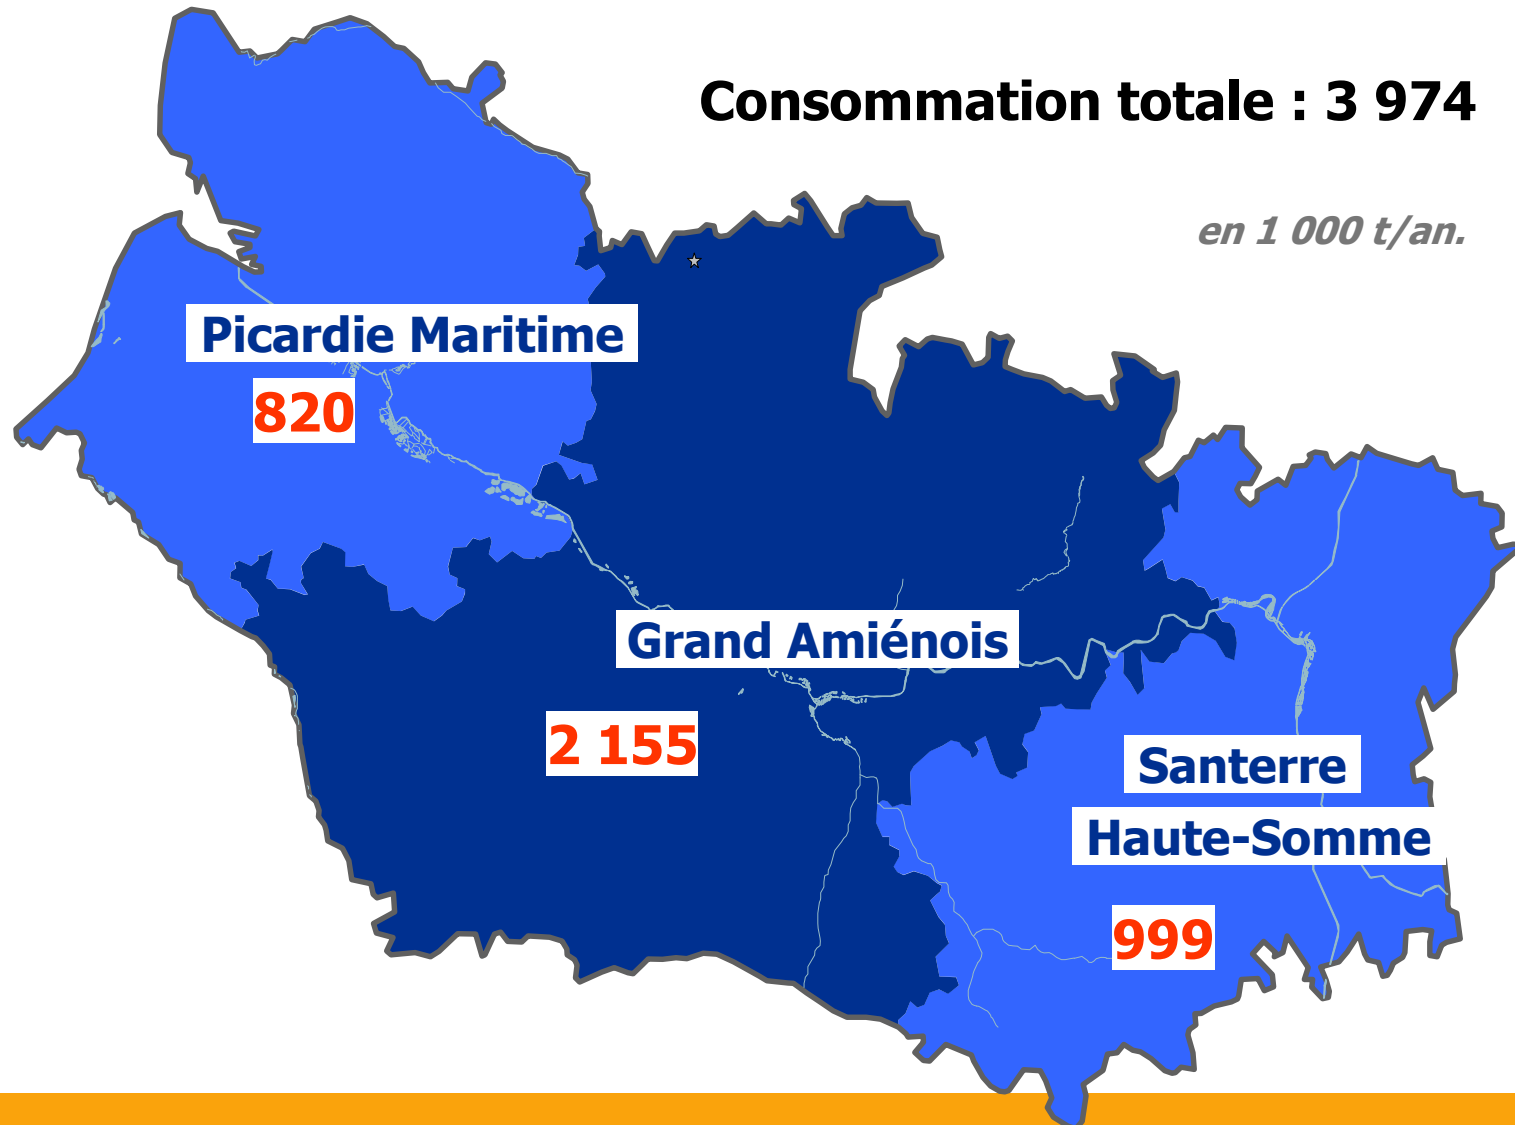 Consommation totale : 3 974
en 1 000 t/an.
Picardie Maritime
820
Grand Amiénois
2 155
Santerre
Haute-Somme
999